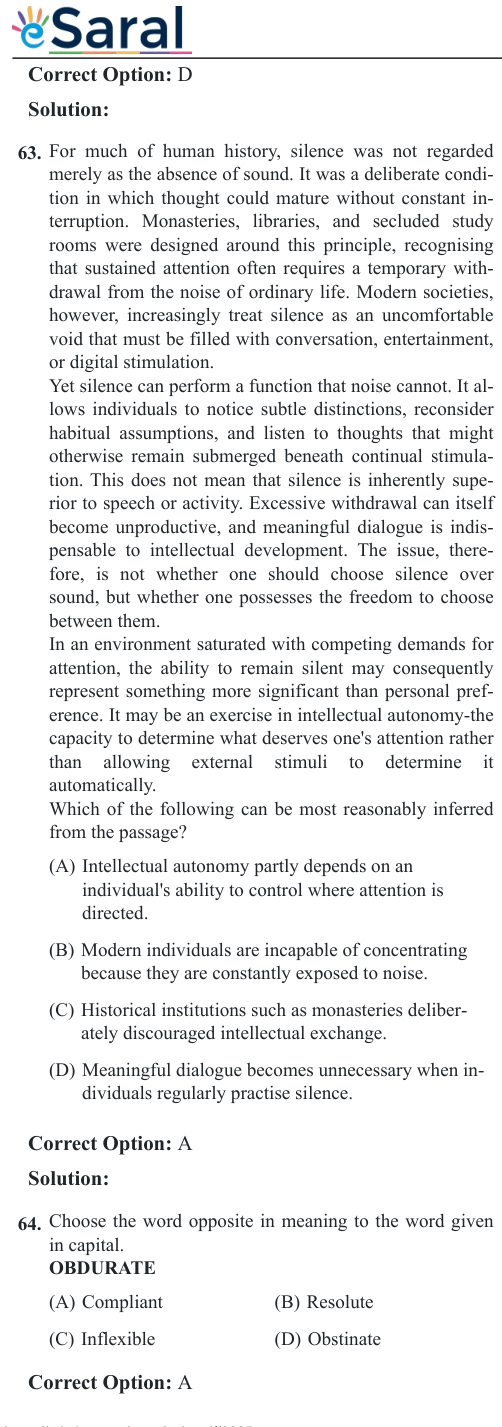 eSaral
Correct Option: D
Solution:
63. For much of human history, silence was not regarded
merely as the absence of sound. It was a deliberate condi-
tion in which thought could mature without constant in-
terruption. Monasteries, libraries, and secluded study
rooms were designed around this principle, recognising
that sustained attention often requires a temporary with-
drawal from the noise of ordinary life. Modern societies,
however, increasingly treat silence as an uncomfortable
void that must be filled with conversation, entertainment,
or digital stimulation.
Yet silence can perform a function that noise cannot. It al-
lows individuals to notice subtle distinctions, reconsider
habitual assumptions, and listen to thoughts that might
otherwise remain submerged beneath continual stimula-
tion. This does not mean that silence is inherently supe-
rior to speech or activity. Excessive withdrawal can itself
become unproductive, and meaningful dialogue is indis-
pensable to intellectual development. The issue, there-
fore, is not whether one should choose silence over
sound, but whether one possesses the freedom to choose
between them.
In an environment saturated with competing demands for
attention, the ability to remain silent may consequently
represent something more significant than personal pref-
erence. It may be an exercise in intellectual autonomy-the
capacity to determine what deserves one's attention rather
than allowing external stimuli to determine it
automatically.
Which of the following can be most reasonably inferred
from the passage?
(A) Intellectual autonomy partly depends on an
individual's ability to control where attention is
directed.
(B) Modern individuals are incapable of concentrating
because they are constantly exposed to noise.
(C) Historical institutions such as monasteries deliber-
ately discouraged intellectual exchange.
(D) Meaningful dialogue becomes unnecessary when in-
dividuals regularly practise silence.
Correct Option: A
Solution:
64. Choose the word opposite in meaning to the word given
in capital.
OBDURATE
(A) Compliant (B) Resolute
(C) Inflexible (D) Obstinate
Correct Option: A